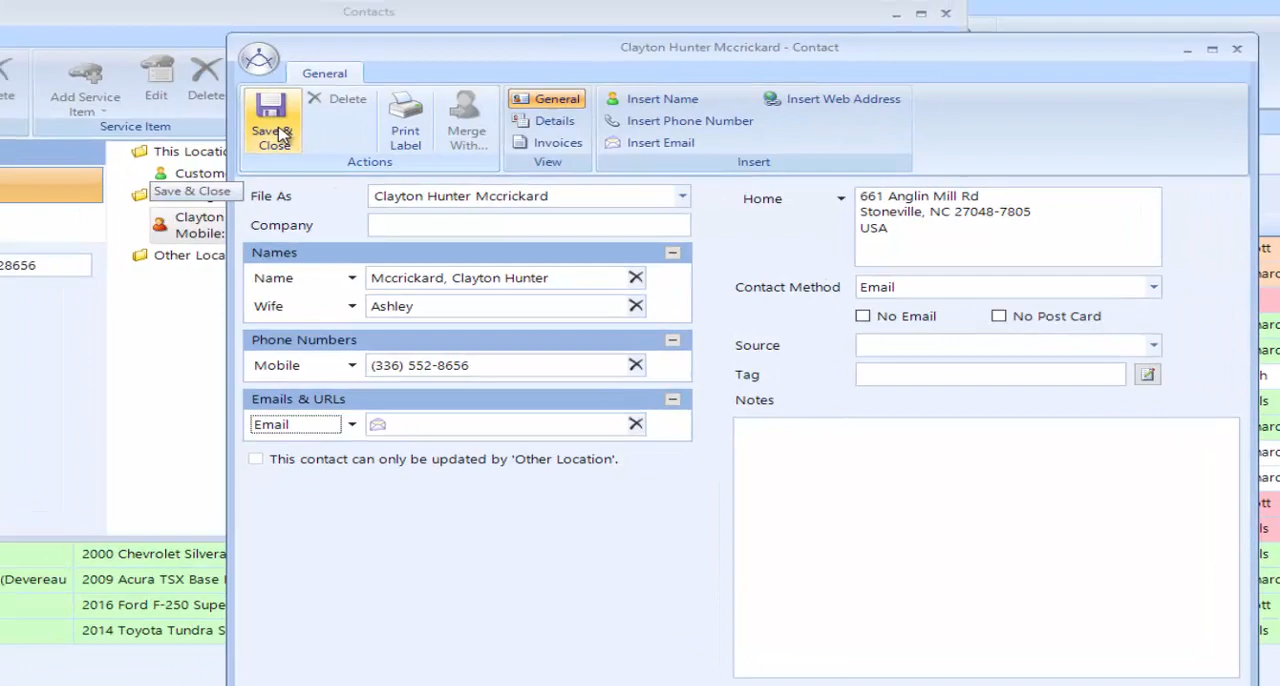 Contacts
Clayton Hunter Mccrickard - Contact
General
Add Service
Item
Edit
Delete
Service Item
Save &
Close
Delete
Print
Label
Merge
With...
Actions
General
Details
Invoices
View
Insert Name
Insert Phone Number
Insert Email
Insert Web Address
Insert
This Locatio
Custome
Save & Close
Clayton
Mobile:
Other Loca
28656
File As
Clayton Hunter Mccrickard
Company
Names
Name
Mccrickard, Clayton Hunter
Wife
Ashley
Phone Numbers
Mobile
(336) 552-8656
Emails & URLs
Email
This contact can only be updated by 'Other Location'.
Home
661 Anglin Mill Rd
Stoneville, NC 27048-7805
USA
Contact Method
Email
No Email
No Post Card
Source
Tag
Notes
2000 Chevrolet Silvera
(Devereau
2009 Acura TSX Base
2016 Ford F-250 Supe
2014 Toyota Tundra S